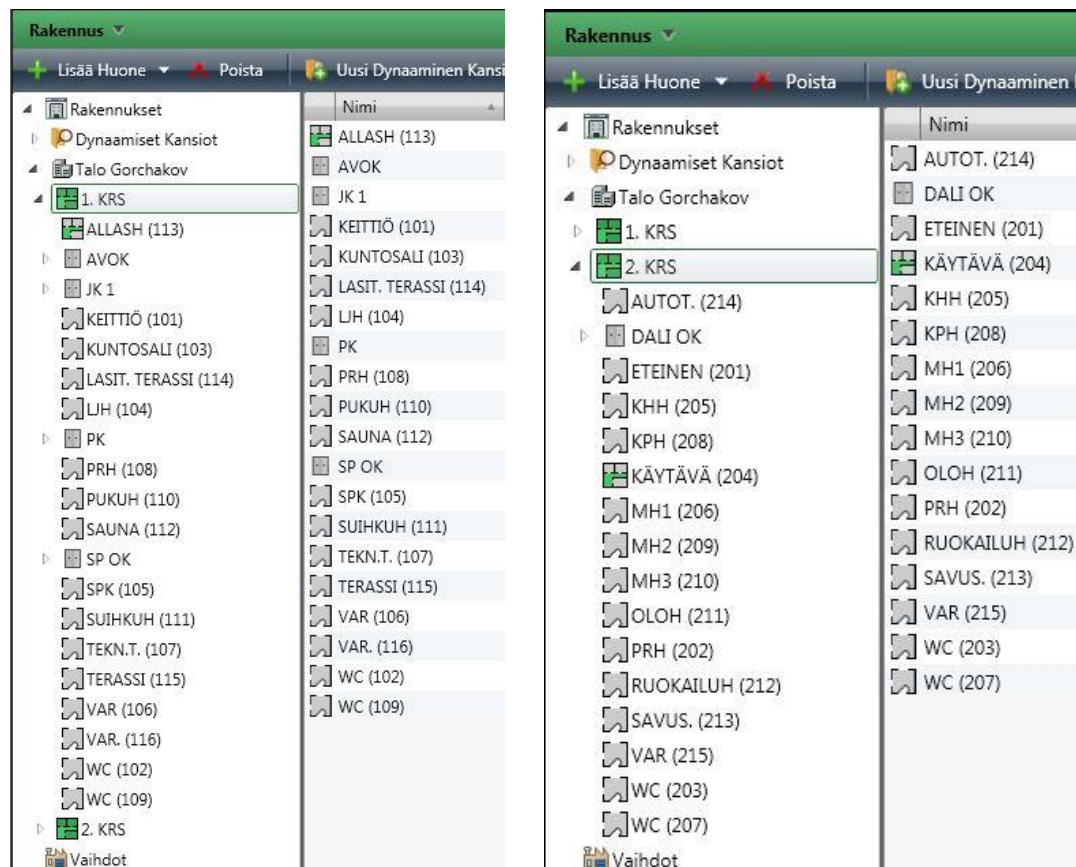 Rakennus
Lisää Huone Poista Uusi Dynaaminen Kansi
Rakennukset
Dynaamiset Kansiot
Talo Gorchakov
1. KRS
ALLASH (113)
AVOK
JK 1
KEITTIÖ (101)
KUNTOSALI (103)
LASIT. TERASSI (114)
LJH (104)
PK
PRH (108)
PUKUH (110)
SAUNA (112)
SP OK
SPK (105)
SUIHKUH (111)
TEKN.T. (107)
TERASSI (115)
VAR (106)
VAR. (116)
WC (102)
WC (109)
2. KRS
Vaihdot
Nimi
ALLASH (113)
AVOK
JK 1
KEITTIÖ (101)
KUNTOSALI (103)
LASIT. TERASSI (114)
LJH (104)
PK
PRH (108)
PUKUH (110)
SAUNA (112)
SP OK
SPK (105)
SUIHKUH (111)
TEKN.T. (107)
TERASSI (115)
VAR (106)
VAR. (116)
WC (102)
WC (109)
Rakennus
Lisää Huone Poista Uusi Dynaaminen
Rakennukset
Dynaamiset Kansiot
Talo Gorchakov
1. KRS
2. KRS
AUTOT. (214)
DALI OK
ETEINEN (201)
KHH (205)
KPH (208)
KÄYTÄVÄ (204)
MH1 (206)
MH2 (209)
MH3 (210)
OLOH (211)
PRH (202)
RUOKAILUH (212)
SAVUS. (213)
VAR (215)
WC (203)
WC (207)
Vaihdot
Nimi
AUTOT. (214)
DALI OK
ETEINEN (201)
KÄYTÄVÄ (204)
KHH (205)
KPH (208)
MH1 (206)
MH2 (209)
MH3 (210)
OLOH (211)
PRH (202)
RUOKAILUH (212)
SAVUS. (213)
VAR (215)
WC (203)
WC (207)